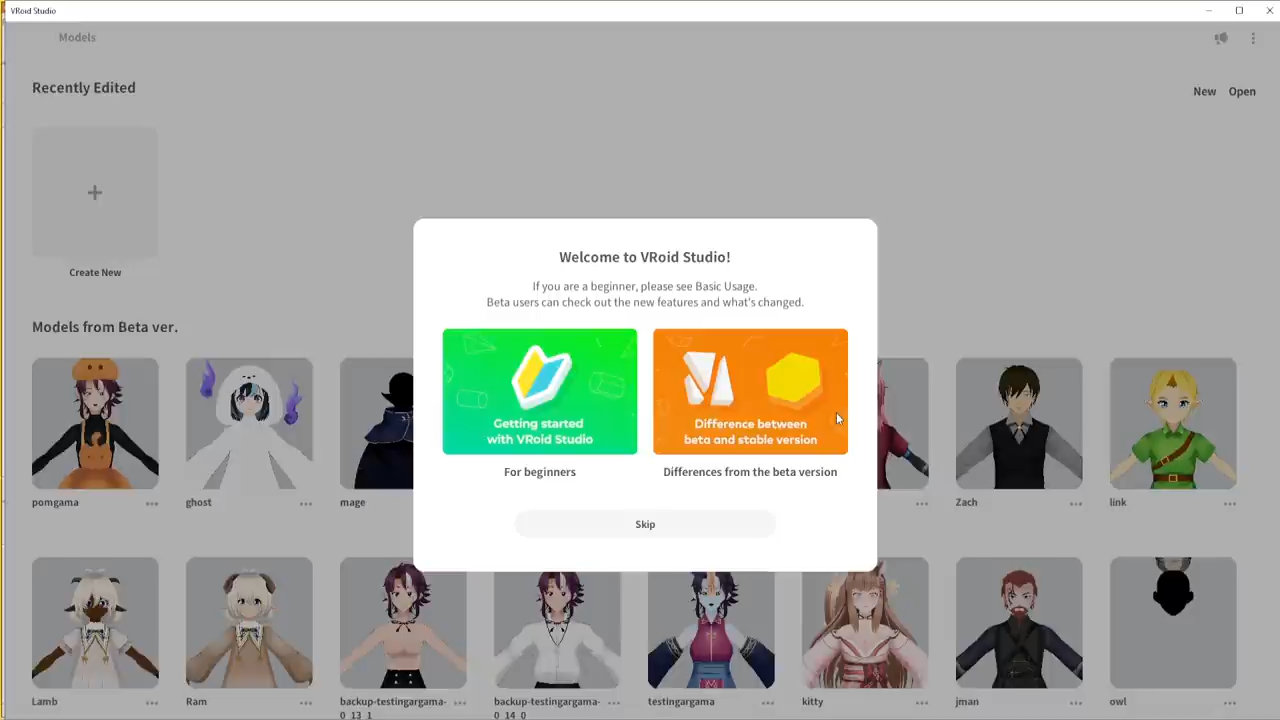 VRoid Studio
Models
Recently Edited
New Open
Create New
Welcome to VRoid Studio!
If you are a beginner, please see Basic Usage.
Beta users can check out the new features and what's changed.
Getting started
with VRoid Studio
Difference between
beta and stable version
For beginners
Differences from the beta version
Skip
Models from Beta ver.
pomgama
ghost
mage
Zach
link
Lamb
Ram
backup-testingargama-
0_13_1
backup-testingargama-
0_14_0
testingargama
kitty
jman
owl